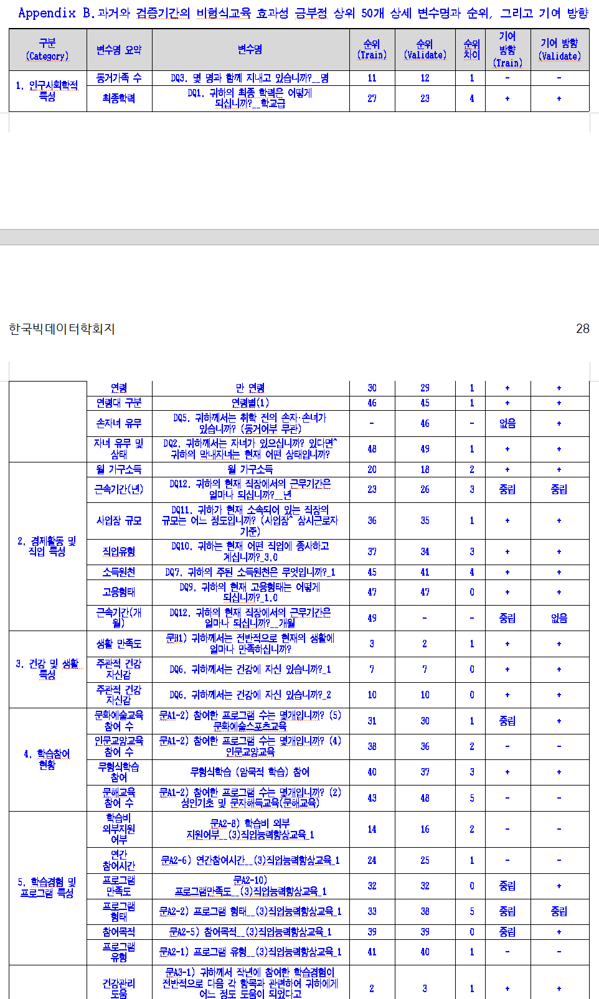 Appendix B.과거와 검증기간의 비형식교육 효과성 긍부정 상위 50개 상세 변수명과 순위, 그리고 기여 방향
구분 (Category) 변수명 요약 변수명 순위 (Train) 순위 (Validate) 순위 차이 기여 방향 (Train) 기여 방향 (Validate)
1. 인구사회학적 특성
동거가족 수 DQ3. 몇 명과 함께 지내고 있습니까?__명 11 12 1 - -
최종학력 DQ1. 귀하의 최종 학력은 어떻게 되십니까?__학교급 27 23 4 + +
한국빅데이터학회지 28
연령 만 연령 30 29 1 + +
연령대 구분 연령별(1) 46 45 1 + +
손자녀 유무 DQ5. 귀하께서는 취학 전의 손자·손녀가 있습니까? (동거여부 무관) - 46 - 없음 +
자녀 유무 및 상태 DQ2. 귀하께서는 자녀가 있으십니까? 있다면^ 귀하의 막내자녀는 현재 어떤 상태입니까? 48 49 1 + +
2. 경제활동 및 직업 특성
월 가구소득 월 가구소득 20 18 2 + +
근속기간(년) DQ12. 귀하의 현재 직장에서의 근무기간은 얼마나 되십니까?__년 23 26 3 중립 중립
사업장 규모 DQ11. 귀하가 현재 소속되어 있는 직장의 규모는 어느 정도입니까? (사업장^ 상시근로자 기준) 36 35 1 + +
직업유형 DQ10. 귀하는 현재 어떤 직업에 종사하고 계십니까?_3.0 37 34 3 + +
소득원천 DQ7. 귀하의 주된 소득원천은 무엇입니까?_1 45 41 4 + +
고용형태 DQ9. 귀하의 현재 고용형태는 어떻게 되십니까?_1.0 47 47 0 + +
근속기간(개월) DQ12. 귀하의 현재 직장에서의 근무기간은 얼마나 되십니까?__개월 49 - - 중립 없음
3. 건강 및 생활 특성
생활 만족도 문H1) 귀하께서는 전반적으로 현재의 생활에 얼마나 만족하십니까? 3 2 1 + +
주관적 건강 자신감 DQ6. 귀하께서는 건강에 자신 있습니까?_1 7 7 0 + +
주관적 건강 자신감 DQ6. 귀하께서는 건강에 자신 있습니까?_2 10 10 0 + +
4. 학습참여 현황
문화예술교육 참여 수 문A1-2) 참여한 프로그램 수는 몇개입니까? (5) 문화예술스포츠교육 31 30 1 중립 +
인문교양교육 참여 수 문A1-2) 참여한 프로그램 수는 몇개입니까? (4) 인문교양교육 38 36 2 - -
무형식학습 참여 무형식학습 (암묵적 학습) 참여 40 37 3 + +
문해교육 참여 수 문A1-2) 참여한 프로그램 수는 몇개입니까? (2) 성인기초 및 문자해득교육(문해교육) 43 48 5 - -
5. 학습경험 및 프로그램 특성
학습비 외부지원 여부 문A2-8) 학습비 외부 지원여부__(3)직업능력향상교육_1 14 16 2 - -
연간 참여시간 문A2-6) 연간참여시간__(3)직업능력향상교육_1 24 25 1 - -
프로그램 만족도 문A2-10) 프로그램만족도__(3)직업능력향상교육_1 32 32 0 중립 +
프로그램 형태 문A2-2) 프로그램 형태__(3)직업능력향상교육_1 33 38 5 중립 중립
참여목적 문A2-5) 참여목적__(3)직업능력향상교육_1 39 39 0 중립 +
프로그램 유형 문A2-1) 프로그램 유형__(3)직업능력향상교육_1 41 40 1 - -
건강관리 도움 문A3-1) 귀하께서 작년에 참여한 학습경험이 전반적으로 다음 각 항목과 관련하여 귀하에게 어느 정도 도움이 되었다고 2 3 1 + +